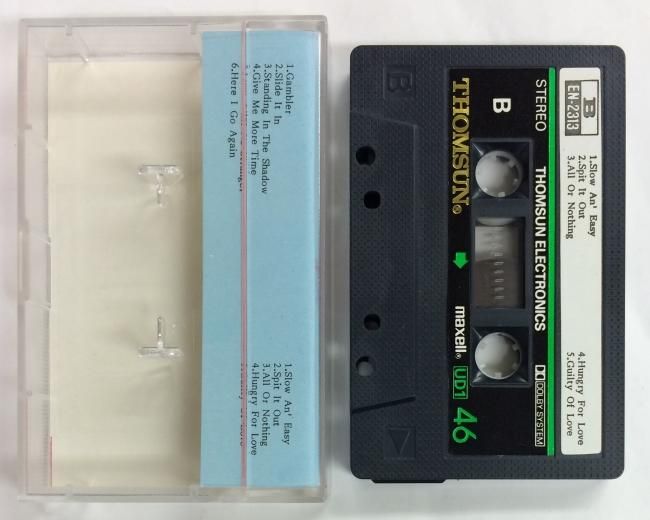 1.Gambler
2.Slide It In
3.Standing In The Shadow
4.Give Me More Time
6.Here I Go Again
1.Slow An' Easy
2.Spit It Out
3.All Or Nothing
4.Hungry For Love
B
EN-2313
1.Slow An' Easy
2.Spit It Out
3.All Or Nothing
4.Hungry For Love
5.Guilty Of Love
STEREO
THOMSUN ELECTRONICS
DOLBY SYSTEM
B
THOMSUN®
maxell®
UD1
46
B